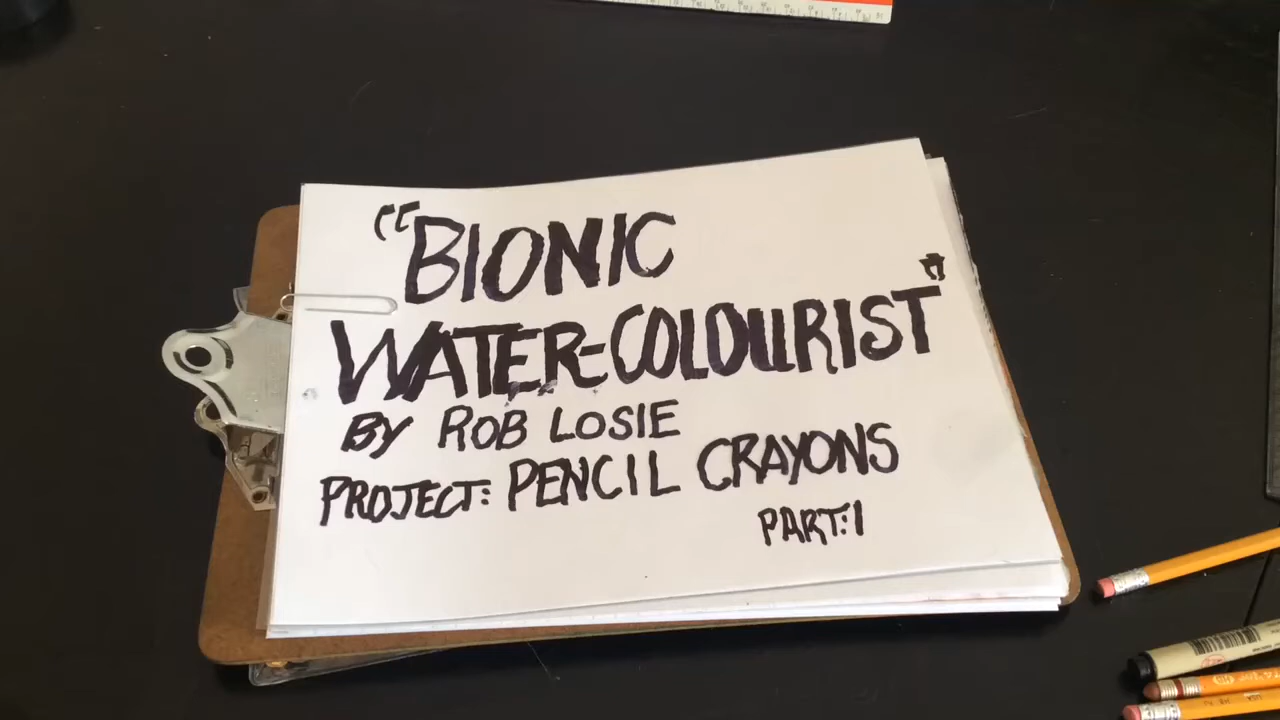 "BIONIC
WATER-COLOURIST"
BY ROB LOSIE
PROJECT: PENCIL CRAYONS
PART:1